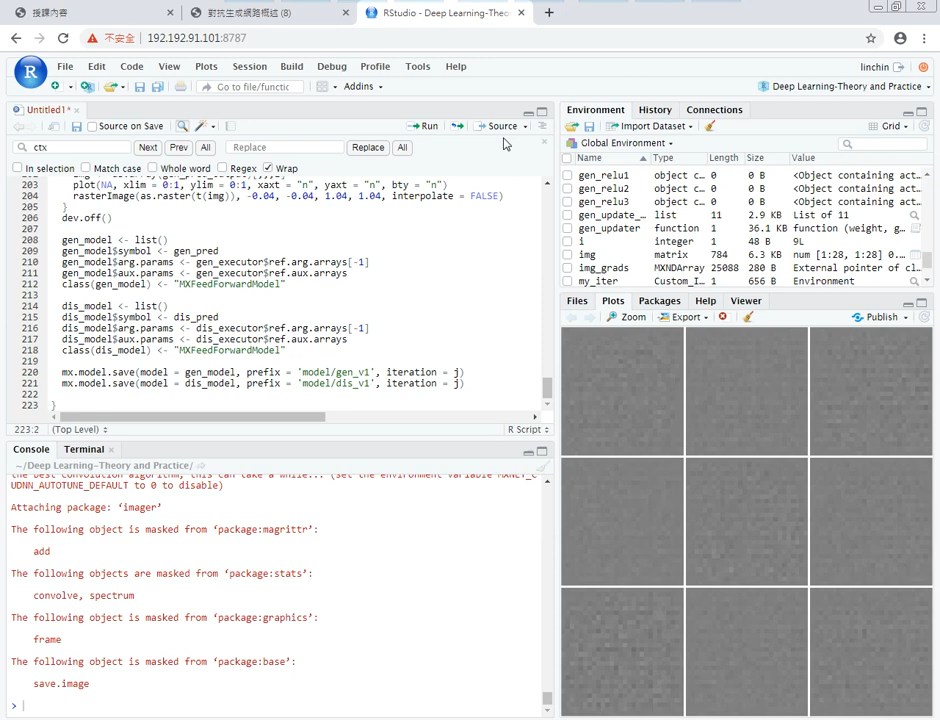 授課內容
對抗生成網路概述 (8)
RStudio - Deep Learning-Theor
不安全 192.192.91.101:8787
File Edit Code View Plots Session Build Debug Profile Tools Help
linchin
Go to file/functic
Addins
Deep Learning-Theory and Practice
Untitled1*
Source on Save
Run
Source
ctx
Next
Prev
All
Replace
Replace
All
In selection
Match case
Whole word
Regex
Wrap
203 plot(NA, xlim = 0:1, ylim = 0:1, xaxt = "n", yaxt = "n", bty = "n")
204 rasterImage(as.raster(t(img)), -0.04, -0.04, 1.04, 1.04, interpolate = FALSE)
205 }
206 dev.off()
207
208 gen_model <- list()
209 gen_model$symbol <- gen_pred
210 gen_model$arg.params <- gen_executor$ref.arg.arrays[-1]
211 gen_model$aux.params <- gen_executor$ref.aux.arrays
212 class(gen_model) <- "MXFeedForwardModel"
213
214 dis_model <- list()
215 dis_model$symbol <- dis_pred
216 dis_model$arg.params <- dis_executor$ref.arg.arrays[-1]
217 dis_model$aux.params <- dis_executor$ref.aux.arrays
218 class(dis_model) <- "MXFeedForwardModel"
219
220 mx.model.save(model = gen_model, prefix = 'model/gen_v1', iteration = j)
221 mx.model.save(model = dis_model, prefix = 'model/dis_v1', iteration = j)
222
223 }
223:2 (Top Level) R Script
Console Terminal
~/Deep Learning-Theory and Practice/
the best convolution algorithm, this can take a while... (set the environment variable MXNET_C
UDNN_AUTOTUNE_DEFAULT to 0 to disable)
Attaching package: ‘imager’
The following object is masked from ‘package:magrittr’:
add
The following objects are masked from ‘package:stats’:
convolve, spectrum
The following object is masked from ‘package:graphics’:
frame
The following object is masked from ‘package:base’:
save.image
>
Environment History Connections
Import Dataset
Grid
Global Environment
Name Type Length Size Value
gen_relu1 object c… 0 0 B <Object containing act…
gen_relu2 object c… 0 0 B <Object containing act…
gen_relu3 object c… 0 0 B <Object containing act…
gen_update_… list 11 2.9 KB List of 11
gen_updater function 1 36.1 KB function (weight, g…
i integer 1 48 B 9L
img matrix 784 6.3 KB num [1:28, 1:28] 0.…
img_grads MXNDArray 25088 280 B External pointer of cl…
my_iter Custom_I… 1 656 B Environment
Files Plots Packages Help Viewer
Zoom
Export
Publish